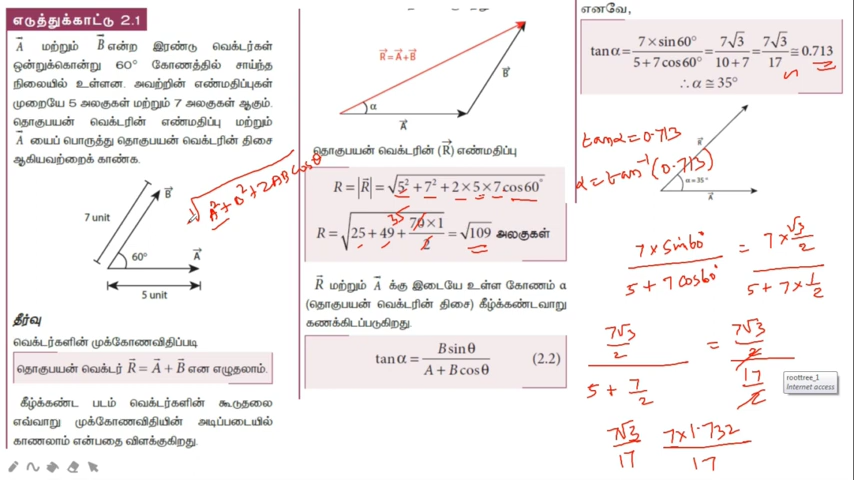 எடுத்துக்காட்டு 2.1
A மற்றும் B என்ற இரண்டு வெக்டர்கள்
ஒன்றுக்கொன்று 60° கோணத்தில் சாய்ந்த
நிலையில் உள்ளன. அவற்றின் எண்மதிப்புகள்
முறையே 5 அலகுகள் மற்றும் 7 அலகுகள் ஆகும்.
தொகுபயன் வெக்டரின் எண்மதிப்பு மற்றும்
A யைப் பொருத்து தொகுபயன் வெக்டரின் திசை
ஆகியவற்றைக் காண்க.
√A²+B²+2AB cosθ
B
7 unit
60°
A
5 unit
தீர்வு
வெக்டர்களின் முக்கோணவிதிப்படி
தொகுபயன் வெக்டர் R = A + B என எழுதலாம்.
கீழ்க்கண்ட படம் வெக்டர்களின் கூடுதலை
எவ்வாறு முக்கோணவிதியின் அடிப்படையில்
காணலாம் என்பதை விளக்குகிறது.
R = A + B
B
α
A
தொகுபயன் வெக்டரின் (R) எண்மதிப்பு
R = |R| = √5² + 7² + 2 × 5 × 7 cos 60°
35
R = √25 + 49 + 70 × 1 / 2 = √109 அலகுகள்
R மற்றும் A க்கு இடையே உள்ள கோணம் α
(தொகுபயன் வெக்டரின் திசை) கீழ்க்கண்டவாறு
கணக்கிடப்படுகிறது.
tan α = B sin θ / A + B cos θ (2.2)
எனவே,
tan α = 7 × sin 60° / 5 + 7 cos 60° = 7√3 / 10 + 7 = 7√3 / 17 ≅ 0.713
∴ α ≅ 35°
tanα = 0.713
α = tan⁻¹(0.713)
R
α = 35°
A
7 × sin60° / 5 + 7 cos60° = 7 × √3/2 / 5 + 7 × 1/2
7√3/2 / 5 + 7/2 = 7√3/2 / 17/2
roottree_1
Internet access
7√3 / 17 7 × 1.732 / 17